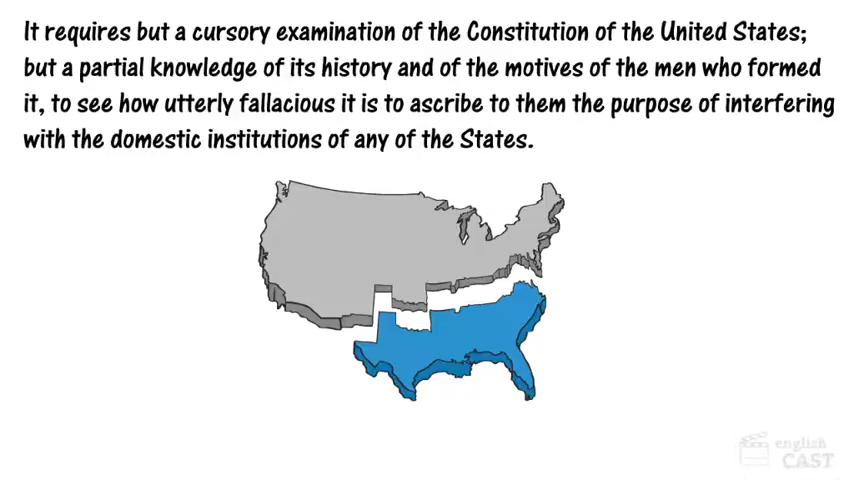 It requires but a cursory examination of the Constitution of the United States;
but a partial knowledge of its history and of the motives of the men who formed
it, to see how utterly fallacious it is to ascribe to them the purpose of interfering
with the domestic institutions of any of the States.
english
CAST